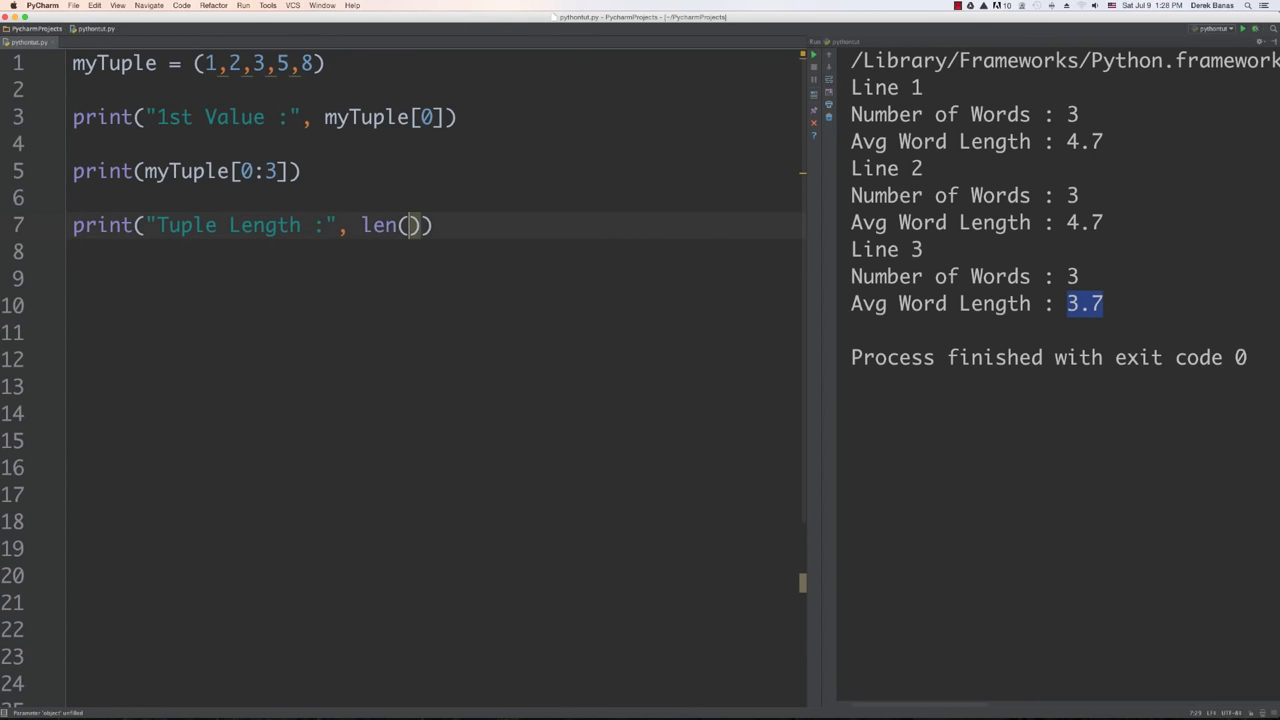 PyCharm File Edit View Navigate Code Refactor Run Tools VCS Window Help 10 Sat Jul 9 1:28 PM Derek Banas
pythontut.py - PycharmProjects - [~/PycharmProjects]
PycharmProjects pythontut.py pythontut
pythontut.py Run pythontut
1 myTuple = (1,2,3,5,8)
2
3 print("1st Value :", myTuple[0])
4
5 print(myTuple[0:3])
6
7 print("Tuple Length :", len())
8
9
10
11
12
13
14
15
16
17
18
19
20
21
22
23
24
/Library/Frameworks/Python.framework
Line 1
Number of Words : 3
Avg Word Length : 4.7
Line 2
Number of Words : 3
Avg Word Length : 4.7
Line 3
Number of Words : 3
Avg Word Length : 3.7
Process finished with exit code 0
Parameter 'object' unfilled 7:29 LF÷ UTF-8÷